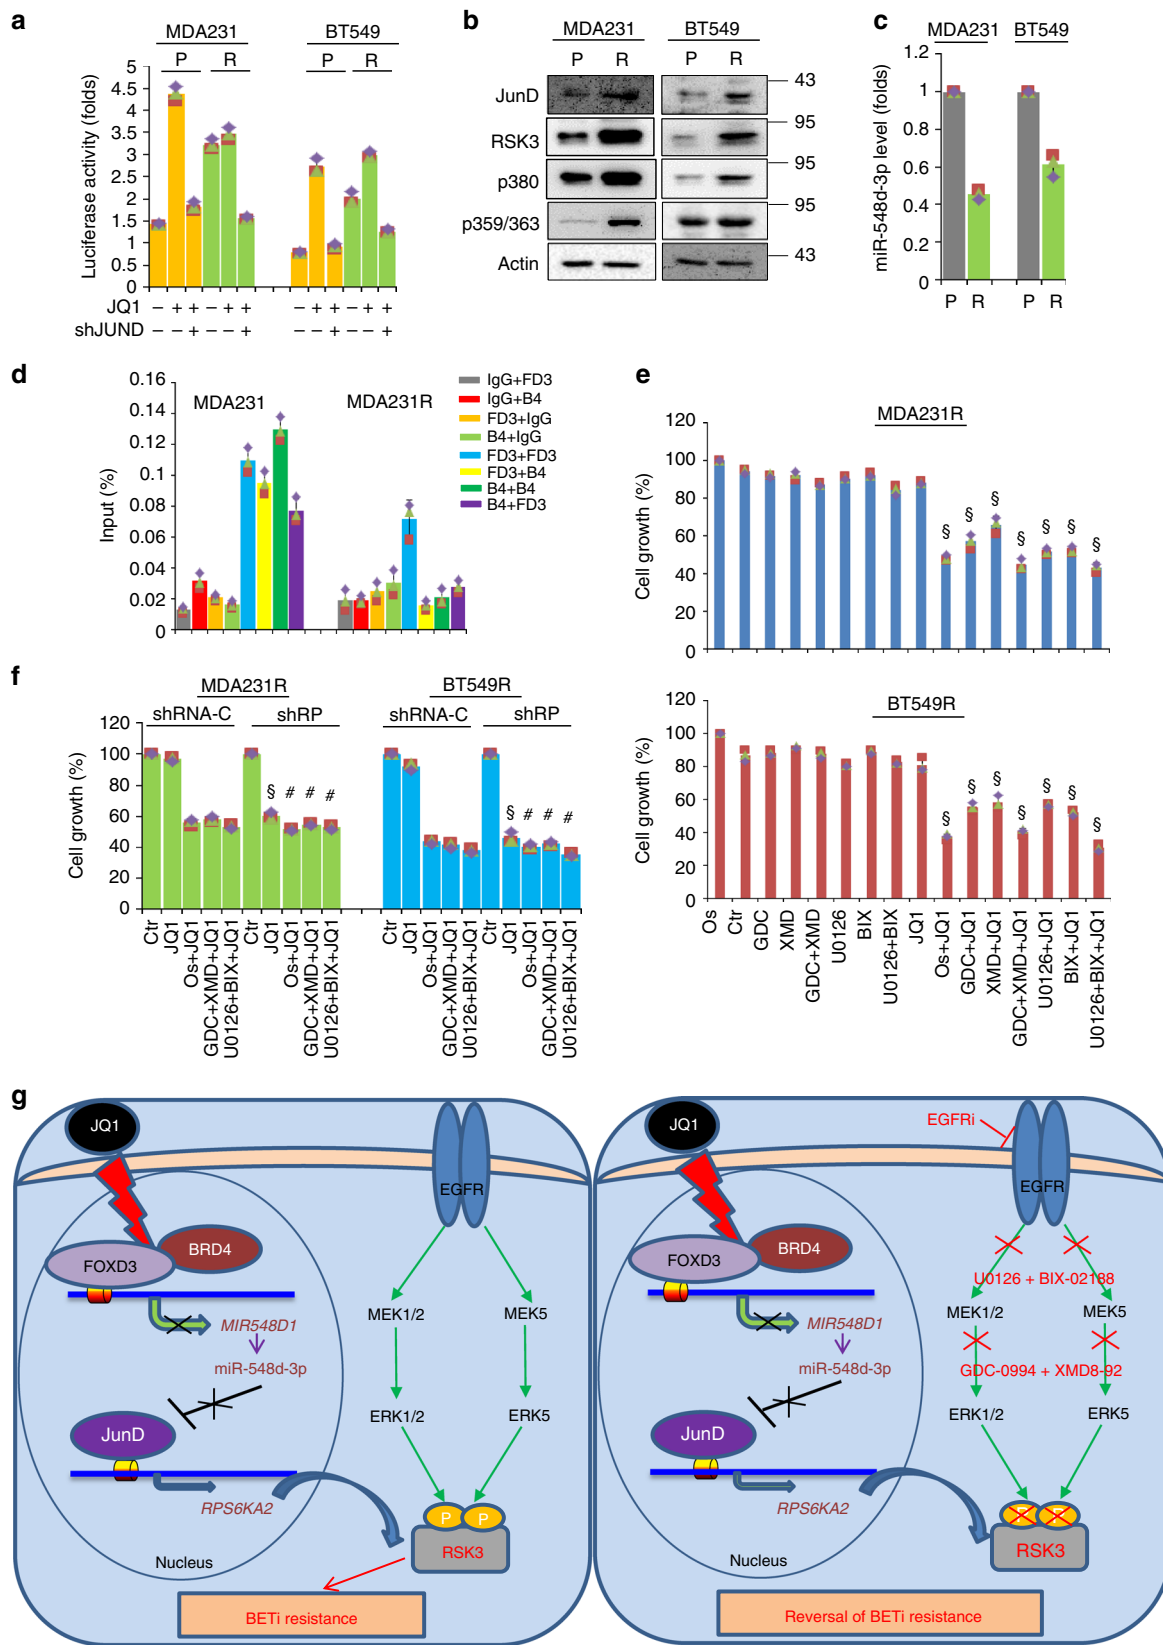 a
MDA231 BT549
P R P R
Luciferase activity (folds)
5
4.5
4
3.5
3
2.5
2
1.5
1
0.5
0
JQ1 – + + – – + – + + – + +
shJUND – – + – – + – – + – – +
b
MDA231 BT549
P R P R
JunD 43
RSK3 95
p380 95
p359/363 95
Actin 43
c
MDA231 BT549
miR-548d-3p level (folds)
1.2
1
0.8
0.6
0.4
0.2
0
P R P R
d
Input (%)
0.16
0.14
0.12
0.1
0.08
0.06
0.04
0.02
0
MDA231 MDA231R
IgG+FD3
IgG+B4
FD3+IgG
B4+IgG
FD3+FD3
FD3+B4
B4+B4
B4+FD3
e
MDA231R
Cell growth (%)
120
100
80
60
40
20
0
§ § § § § § §
BT549R
Cell growth (%)
120
100
80
60
40
20
0
§ § § § § § §
Os
Ctr
GDC
XMD
GDC+XMD
U0126
BIX
U0126+BIX
JQ1
Os+JQ1
GDC+JQ1
XMD+JQ1
GDC+XMD+JQ1
U0126+JQ1
BIX+JQ1
U0126+BIX+JQ1
f
MDA231R BT549R
shRNA-C shRP shRNA-C shRP
Cell growth (%)
120
100
80
60
40
20
0
§ # # # § # # #
Ctr
JQ1
Os+JQ1
GDC+XMD+JQ1
U0126+BIX+JQ1
Ctr
JQ1
Os+JQ1
GDC+XMD+JQ1
U0126+BIX+JQ1
Ctr
JQ1
Os+JQ1
GDC+XMD+JQ1
U0126+BIX+JQ1
Ctr
JQ1
Os+JQ1
GDC+XMD+JQ1
U0126+BIX+JQ1
g
JQ1
EGFR
BRD4
FOXD3
MIR548D1
miR-548d-3p
MEK1/2 MEK5
ERK1/2 ERK5
JunD
RPS6KA2
P P
RSK3
Nucleus
BETi resistance
JQ1
EGFRi
EGFR
BRD4
FOXD3
U0126 + BIX-02188
MIR548D1
MEK1/2 MEK5
miR-548d-3p
GDC-0994 + XMD8-92
ERK1/2 ERK5
JunD
RPS6KA2
P P
RSK3
Nucleus
Reversal of BETi resistance